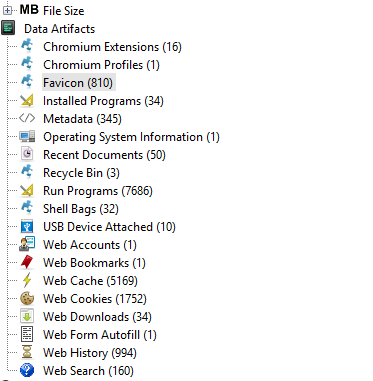 MB File Size
Data Artifacts
Chromium Extensions (16)
Chromium Profiles (1)
Favicon (810)
Installed Programs (34)
Metadata (345)
Operating System Information (1)
Recent Documents (50)
Recycle Bin (3)
Run Programs (7686)
Shell Bags (32)
USB Device Attached (10)
Web Accounts (1)
Web Bookmarks (1)
Web Cache (5169)
Web Cookies (1752)
Web Downloads (34)
Web Form Autofill (1)
Web History (994)
Web Search (160)